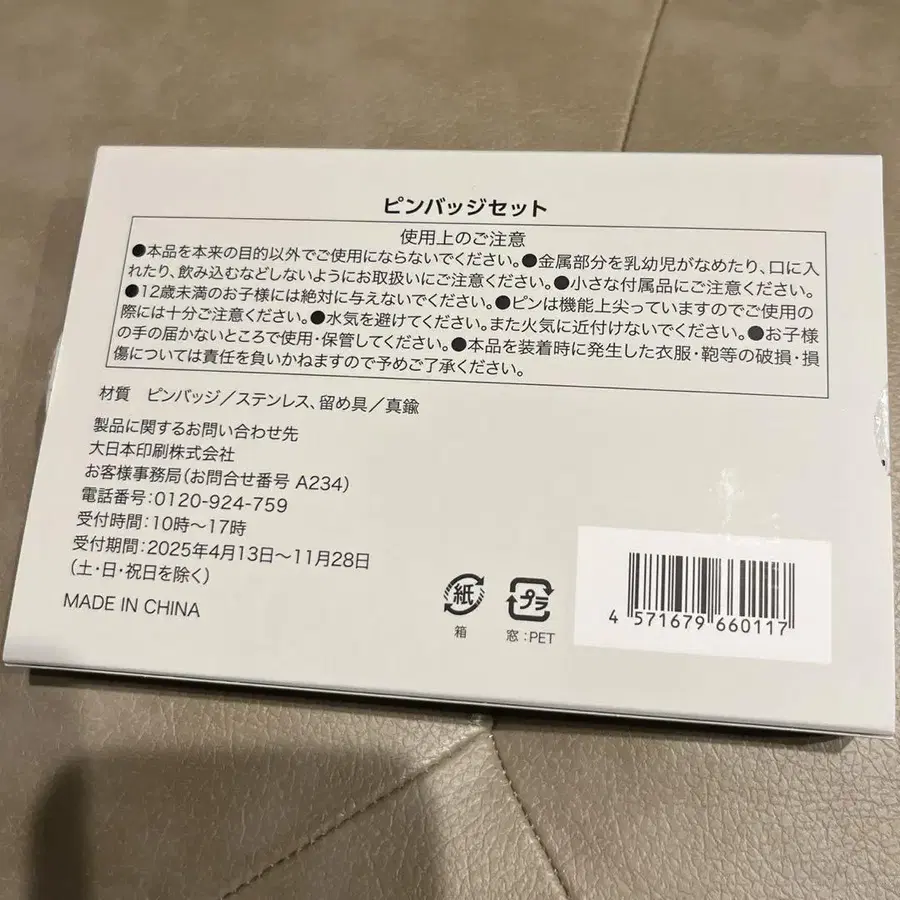 ピンバッジセット
使用上のご注意
●本品を本来の目的以外でご使用にならないでください。●金属部分を乳幼児がなめたり、口に入
れたり、飲み込むなどしないようにお取扱いにご注意ください。●小さな付属品にご注意ください。
●12歳未満のお子様には絶対に与えないでください。●ピンは機能上尖っていますのでご使用の
際には十分ご注意ください。●水気を避けてください。また火気に近付けないでください。●お子様
の手の届かないところで使用・保管してください。●本品を装着時に発生した衣服・鞄等の破損・損
傷については責任を負いかねますので予めご了承ください。
材質 ピンバッジ／ステンレス、留め具／真鍮
製品に関するお問い合わせ先
大日本印刷株式会社
お客様事務局(お問合せ番号 A234)
電話番号:0120-924-759
受付時間:10時〜17時
受付期間:2025年4月13日〜11月28日
(土・日・祝日を除く)
MADE IN CHINA
紙
箱
プラ
窓:PET
4 571679 660117